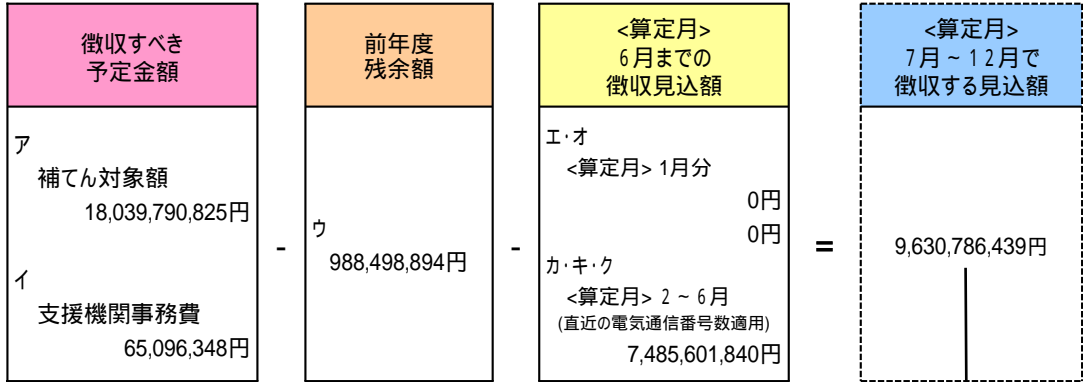 徴収すべき
予定金額
ア
補てん対象額
18,039,790,825円
イ
支援機関事務費
65,096,348円
-
前年度
残余額
ウ
988,498,894円
-
<算定月>
6月までの
徴収見込額
エ・オ
<算定月> 1月分
0円
0円
カ・キ・ク
<算定月> 2~6月
(直近の電気通信番号数適用)
7,485,601,840円
=
<算定月>
7月~12月で
徴収する見込額
9,630,786,439円